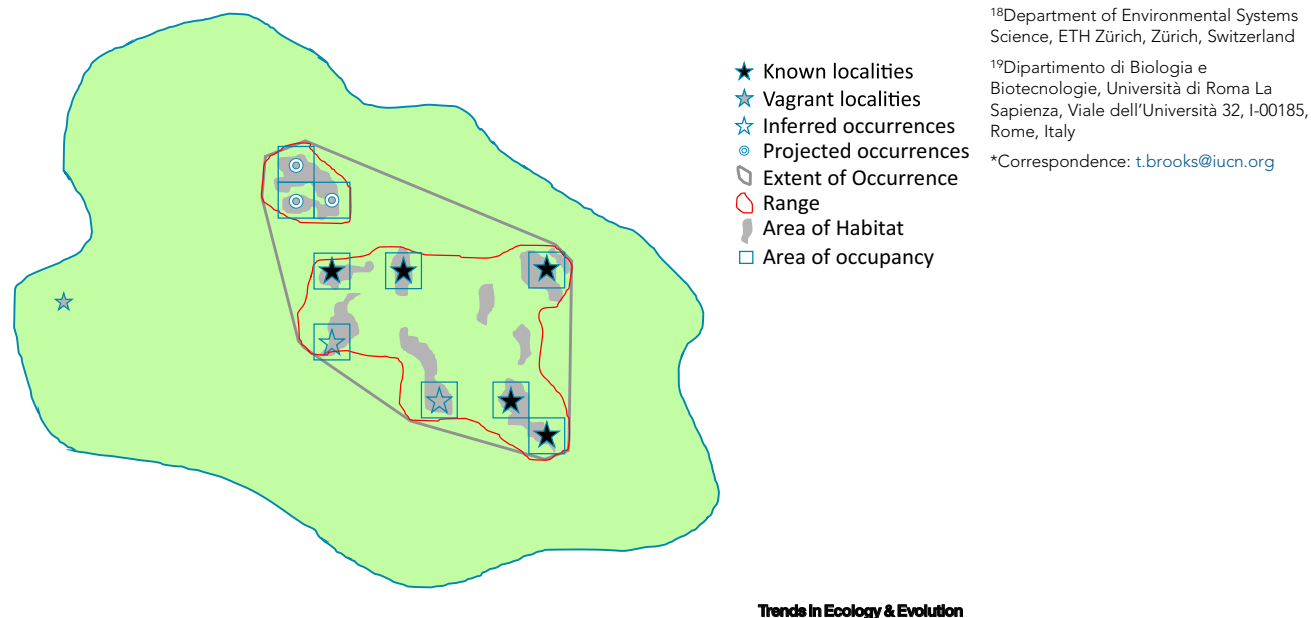 Known localities
Vagrant localities
Inferred occurrences
Projected occurrences
Extent of Occurrence
Range
Area of Habitat
Area of occupancy
Trends in Ecology & Evolution
¹⁸Department of Environmental Systems
Science, ETH Zürich, Zürich, Switzerland
¹⁹Dipartimento di Biologia e
Biotecnologie, Università di Roma La
Sapienza, Viale dell'Università 32, I-00185,
Rome, Italy
*Correspondence: t.brooks@iucn.org